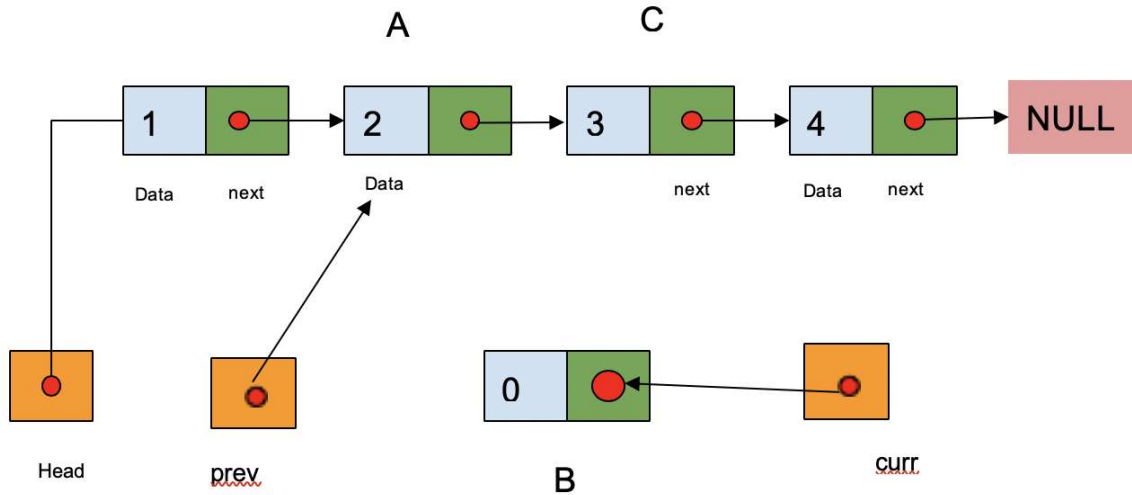 A C
1 2 3 4 NULL
Data next Data next Data next
0
Head prev B curr